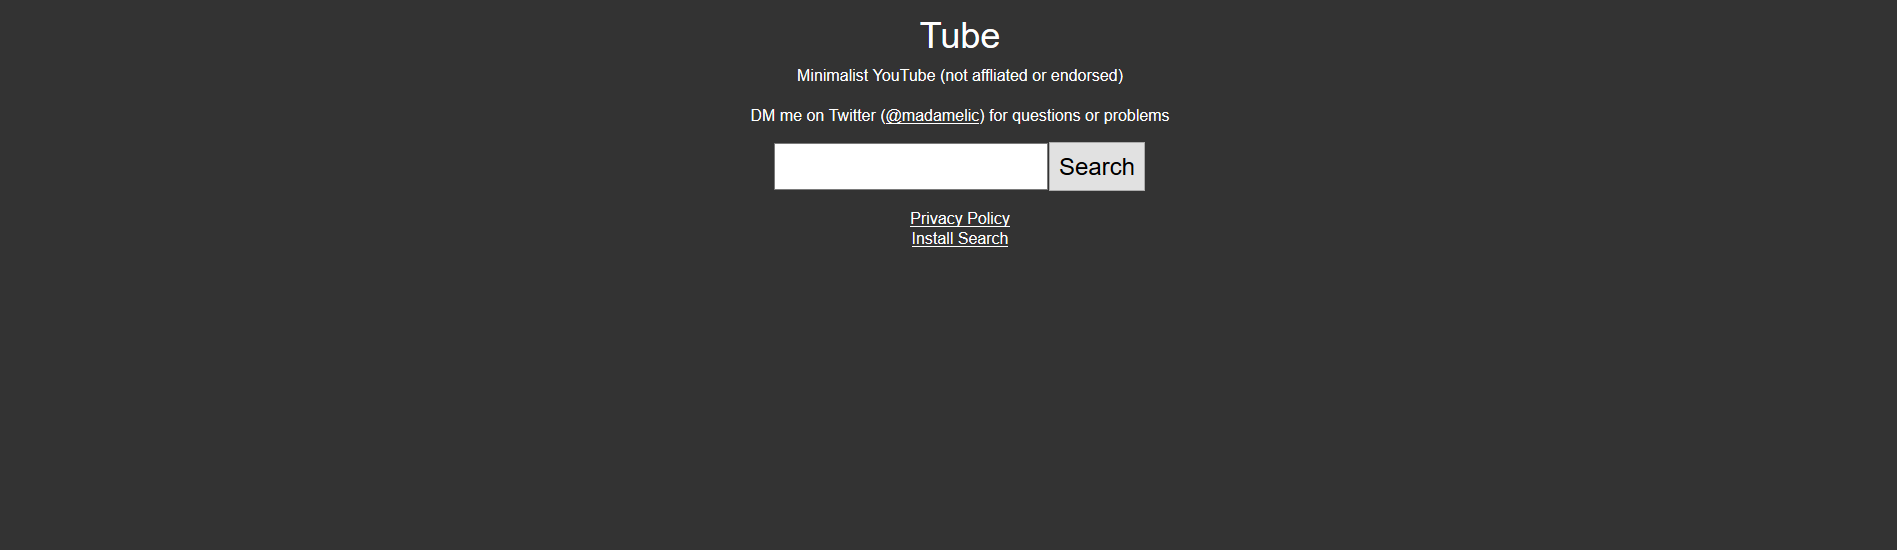 Tube
Minimalist YouTube (not affliated or endorsed)
DM me on Twitter (@madamelic) for questions or problems
Search
Privacy Policy
Install Search